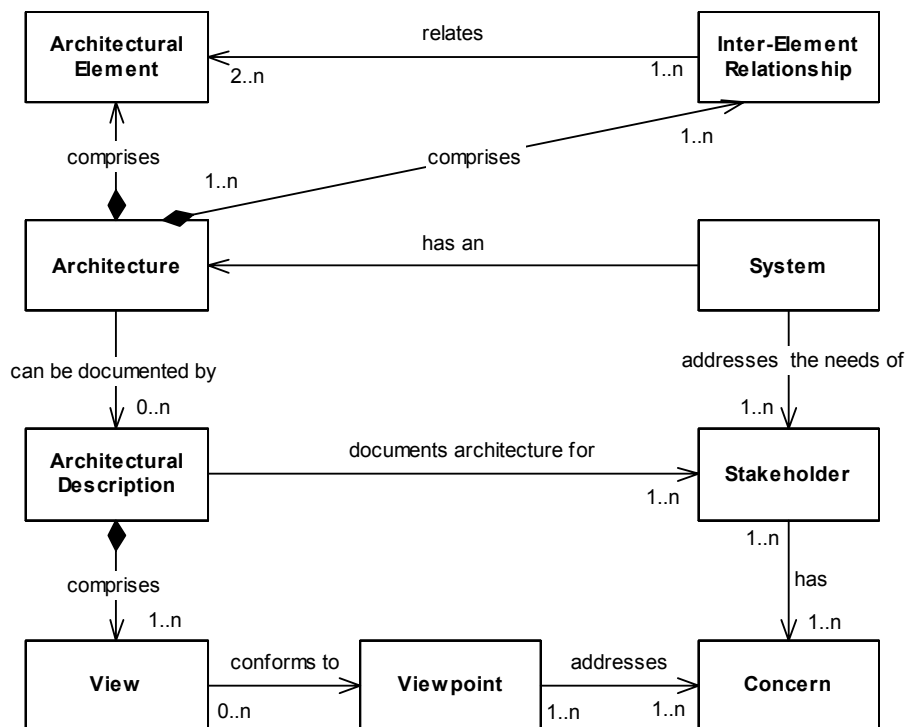 Architectural
Element
relates
2..n
1..n
Inter-Element
Relationship
comprises
1..n
comprises
1..n
Architecture
has an
System
can be documented by
0..n
addresses the needs of
1..n
Architectural
Description
documents architecture for
1..n
Stakeholder
1..n
comprises
1..n
has
1..n
View
conforms to
0..n
Viewpoint
addresses
1..n
1..n
Concern